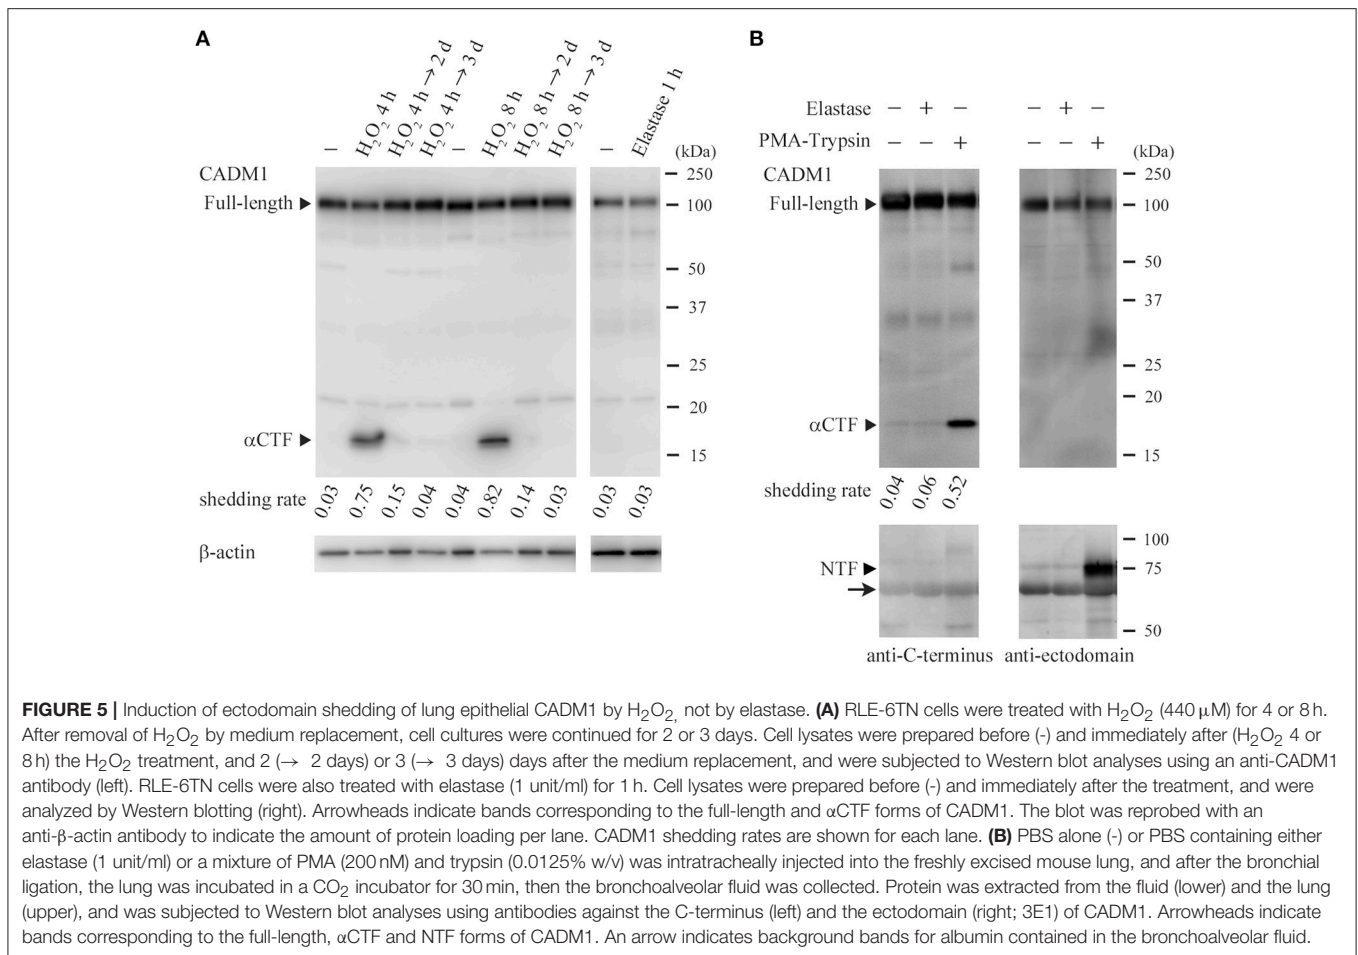 A
B
–
H2O2 4 h
H2O2 4 h → 2 d
H2O2 4 h → 3 d
–
H2O2 8 h
H2O2 8 h → 2 d
H2O2 8 h → 3 d
–
Elastase 1 h
(kDa)
CADM1
Full-length
αCTF
250
100
50
37
25
20
15
shedding rate
0.03 0.75 0.15 0.04 0.04 0.82 0.14 0.03 0.03 0.03
β-actin
Elastase – + – – + –
PMA-Trypsin – – + – – +
(kDa)
CADM1
Full-length
αCTF
250
100
50
37
25
20
15
shedding rate
0.04 0.06 0.52
NTF
100
75
50
anti-C-terminus anti-ectodomain
FIGURE 5 | Induction of ectodomain shedding of lung epithelial CADM1 by H2O2, not by elastase. (A) RLE-6TN cells were treated with H2O2 (440 μM) for 4 or 8 h.
After removal of H2O2 by medium replacement, cell cultures were continued for 2 or 3 days. Cell lysates were prepared before (-) and immediately after (H2O2 4 or
8 h) the H2O2 treatment, and 2 (→ 2 days) or 3 (→ 3 days) days after the medium replacement, and were subjected to Western blot analyses using an anti-CADM1
antibody (left). RLE-6TN cells were also treated with elastase (1 unit/ml) for 1 h. Cell lysates were prepared before (-) and immediately after the treatment, and were
analyzed by Western blotting (right). Arrowheads indicate bands corresponding to the full-length and αCTF forms of CADM1. The blot was reprobed with an
anti-β-actin antibody to indicate the amount of protein loading per lane. CADM1 shedding rates are shown for each lane. (B) PBS alone (-) or PBS containing either
elastase (1 unit/ml) or a mixture of PMA (200 nM) and trypsin (0.0125% w/v) was intratracheally injected into the freshly excised mouse lung, and after the bronchial
ligation, the lung was incubated in a CO2 incubator for 30 min, then the bronchoalveolar fluid was collected. Protein was extracted from the fluid (lower) and the lung
(upper), and was subjected to Western blot analyses using antibodies against the C-terminus (left) and the ectodomain (right; 3E1) of CADM1. Arrowheads indicate
bands corresponding to the full-length, αCTF and NTF forms of CADM1. An arrow indicates background bands for albumin contained in the bronchoalveolar fluid.